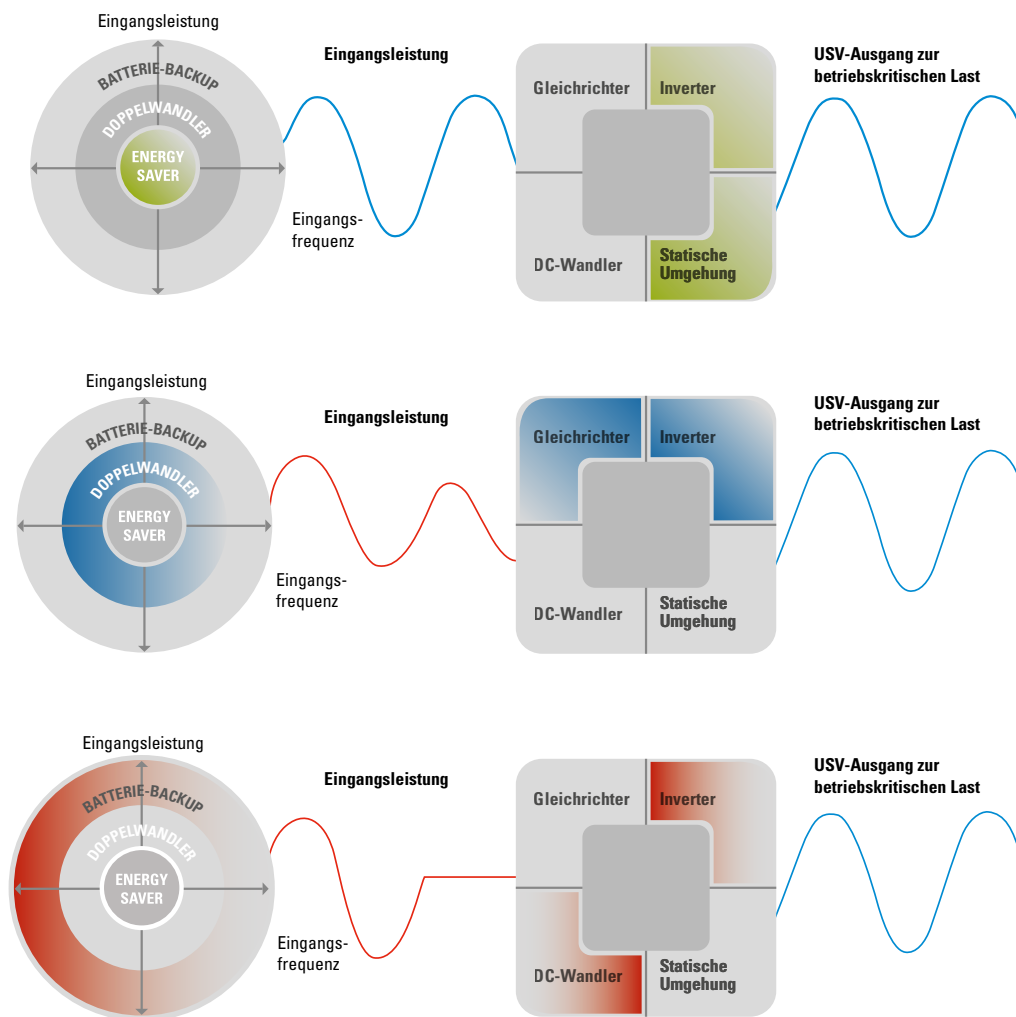 Eingangsleistung
BATTERIE-BACKUP
DOPPELWANDLER
ENERGY
SAVER
Eingangs-
frequenz
Eingangsleistung
Gleichrichter
Inverter
DC-Wandler
Statische
Umgehung
USV-Ausgang zur
betriebskritischen Last
Eingangsleistung
BATTERIE-BACKUP
DOPPELWANDLER
ENERGY
SAVER
Eingangs-
frequenz
Eingangsleistung
Gleichrichter
Inverter
DC-Wandler
Statische
Umgehung
USV-Ausgang zur
betriebskritischen Last
Eingangsleistung
BATTERIE-BACKUP
DOPPELWANDLER
ENERGY
SAVER
Eingangs-
frequenz
Eingangsleistung
Gleichrichter
Inverter
DC-Wandler
Statische
Umgehung
USV-Ausgang zur
betriebskritischen Last